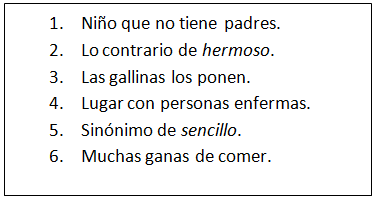 1. Niño que no tiene padres.
2. Lo contrario de hermoso.
3. Las gallinas los ponen.
4. Lugar con personas enfermas.
5. Sinónimo de sencillo.
6. Muchas ganas de comer.